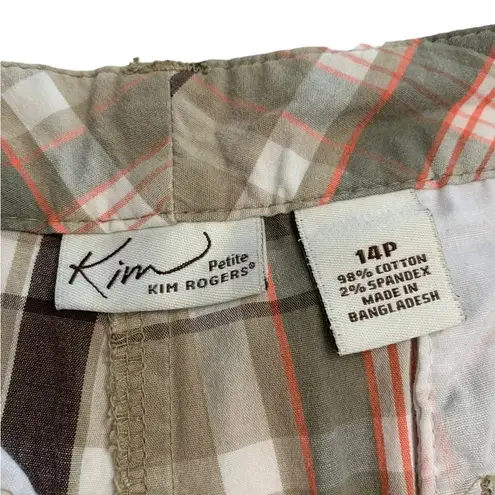 Kim
Petite
KIM ROGERS®
14P
98% COTTON
2% SPANDEX
MADE IN
BANGLADESH